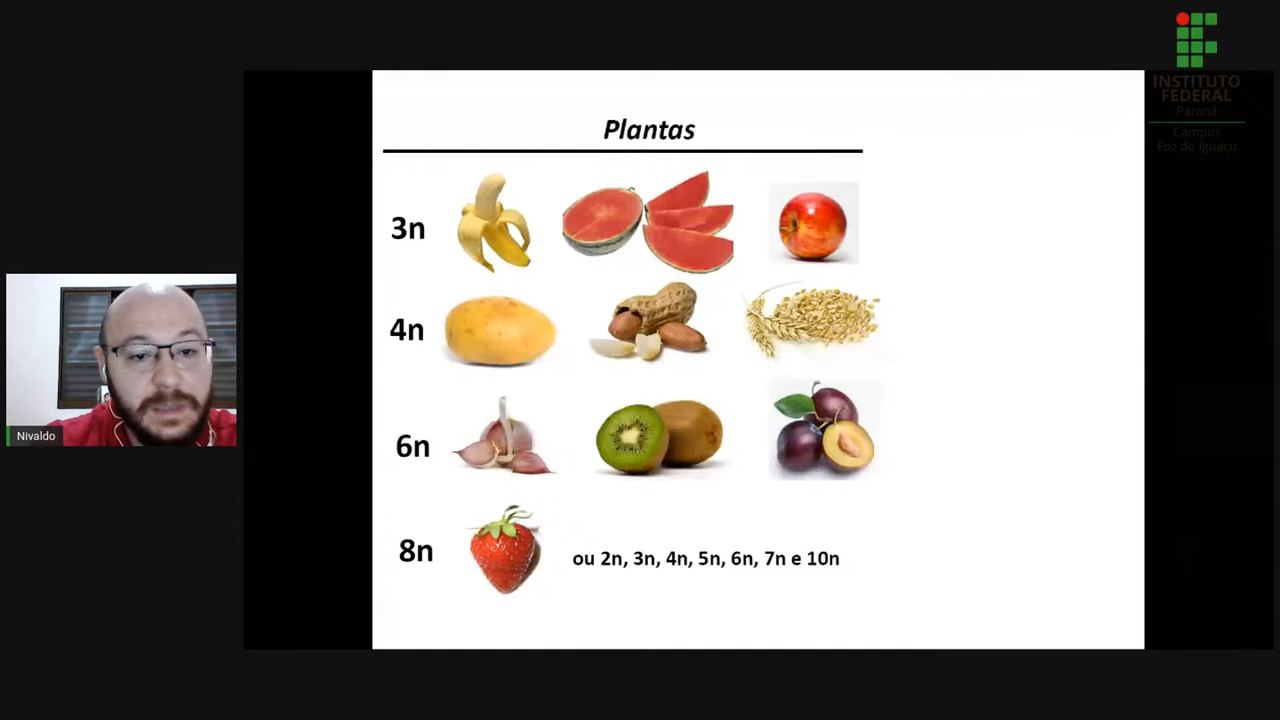 INSTITUTO
FEDERAL
Paraná
Campus
Foz do Iguaçu
Plantas
3n
4n
6n
8n
ou 2n, 3n, 4n, 5n, 6n, 7n e 10n
Nivaldo